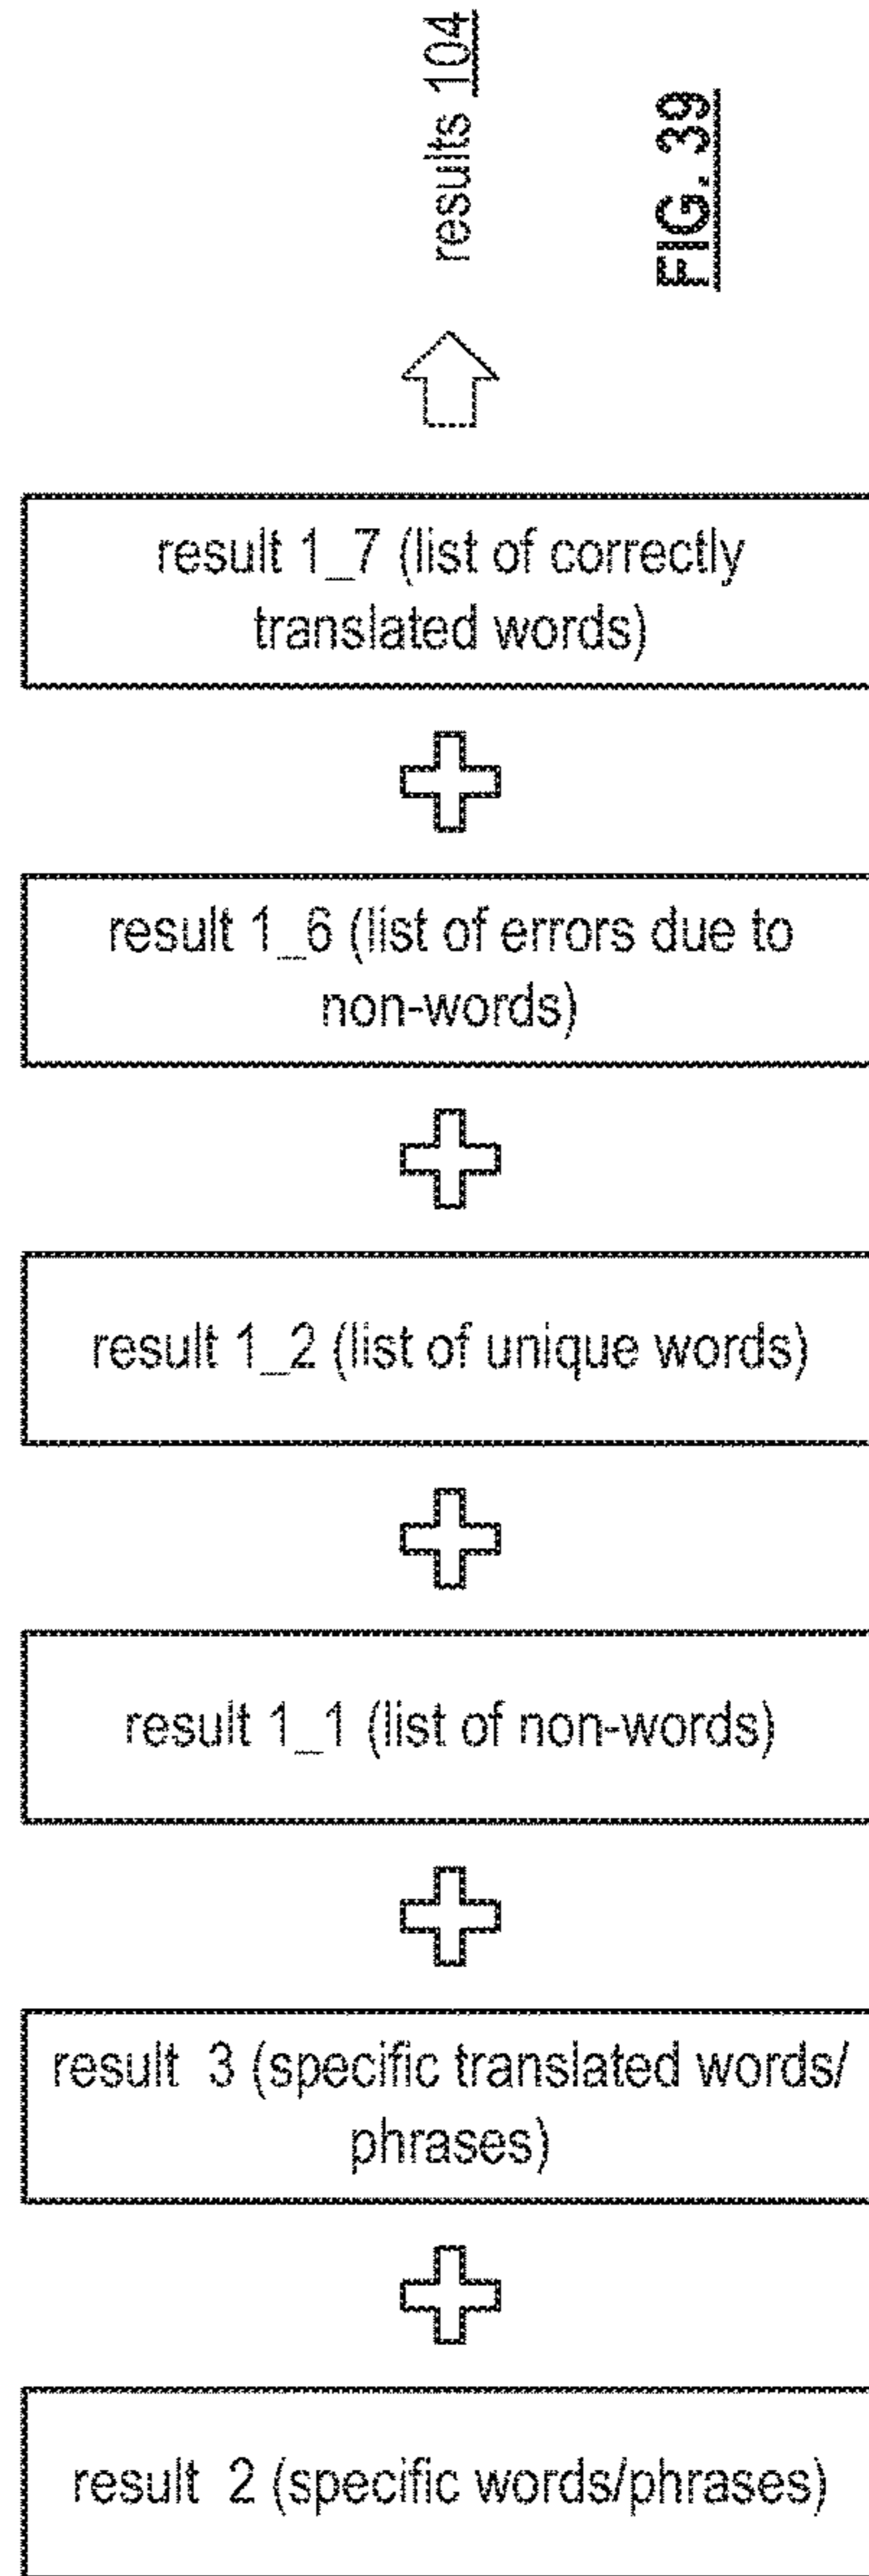 results 104
FIG. 39
result 1_7 (list of correctly
translated words)
result 1_6 (list of errors due to
non-words)
result 1_2 (list of unique words)
result 1_1 (list of non-words)
result 3 (specific translated words/
phrases)
result 2 (specific words/phrases)